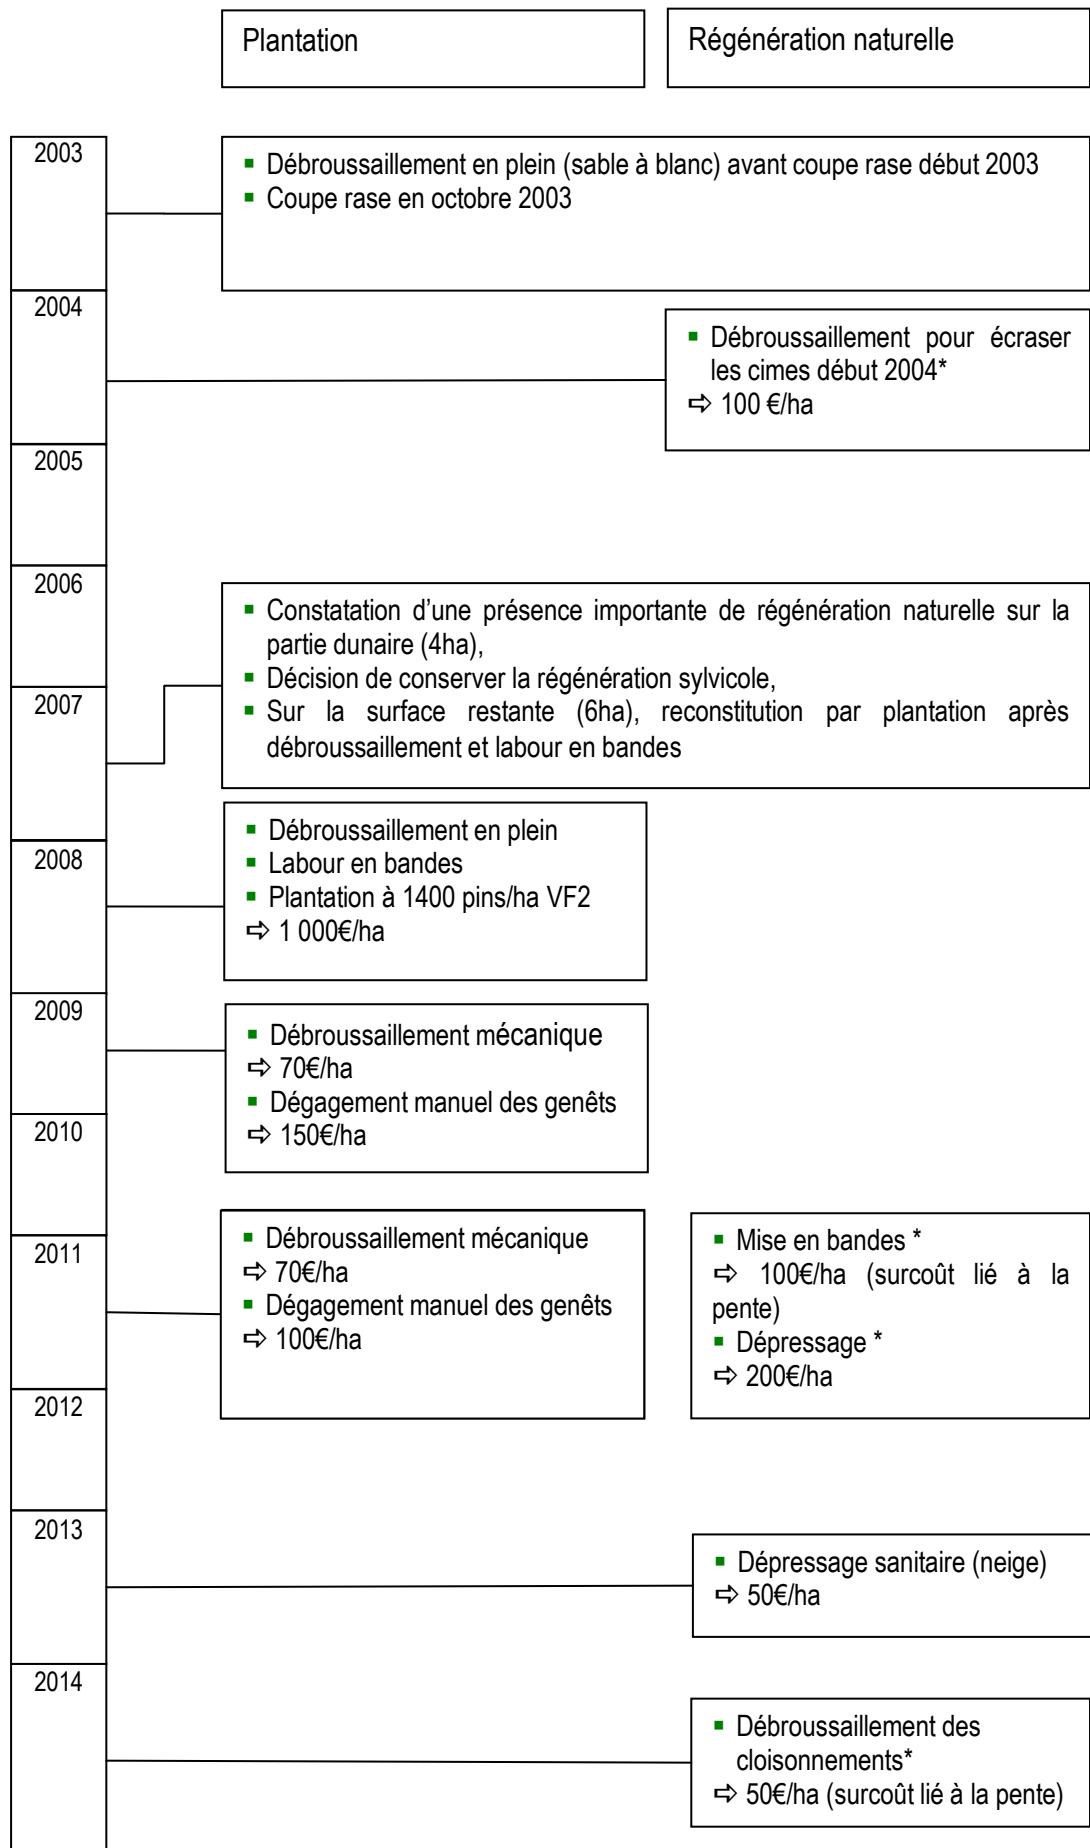 Plantation
Régénération naturelle
2003
▪ Débroussaillement en plein (sable à blanc) avant coupe rase début 2003
▪ Coupe rase en octobre 2003
2004
▪ Débroussaillement pour écraser
les cimes début 2004*
⇨ 100 €/ha
2005
2006
▪ Constatation d’une présence importante de régénération naturelle sur la
partie dunaire (4ha),
▪ Décision de conserver la régénération sylvicole,
▪ Sur la surface restante (6ha), reconstitution par plantation après
débroussaillement et labour en bandes
2007
2008
▪ Débroussaillement en plein
▪ Labour en bandes
▪ Plantation à 1400 pins/ha VF2
⇨ 1 000€/ha
2009
▪ Débroussaillement mécanique
⇨ 70€/ha
▪ Dégagement manuel des genêts
⇨ 150€/ha
2010
2011
▪ Débroussaillement mécanique
⇨ 70€/ha
▪ Dégagement manuel des genêts
⇨ 100€/ha
▪ Mise en bandes *
⇨ 100€/ha (surcoût lié à la
pente)
▪ Dépressage *
⇨ 200€/ha
2012
2013
▪ Dépressage sanitaire (neige)
⇨ 50€/ha
2014
▪ Débroussaillement des
cloisonnements*
⇨ 50€/ha (surcoût lié à la pente)